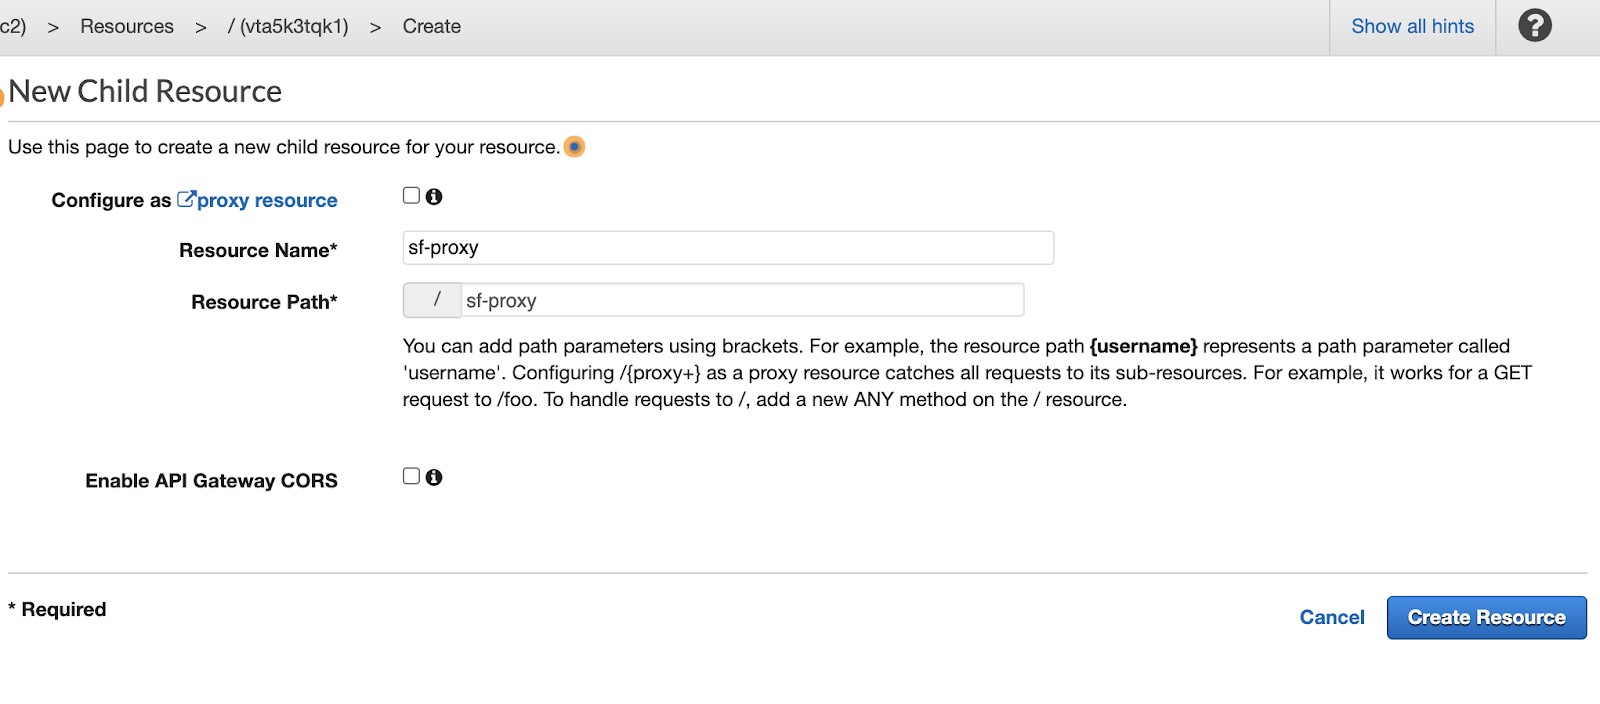 c2) > Resources > / (vta5k3tqk1) > Create Show all hints ?
New Child Resource
Use this page to create a new child resource for your resource.
Configure as proxy resource
Resource Name* sf-proxy
Resource Path* / sf-proxy
You can add path parameters using brackets. For example, the resource path {username} represents a path parameter called
'username'. Configuring /{proxy+} as a proxy resource catches all requests to its sub-resources. For example, it works for a GET
request to /foo. To handle requests to /, add a new ANY method on the / resource.
Enable API Gateway CORS
* Required
Cancel Create Resource